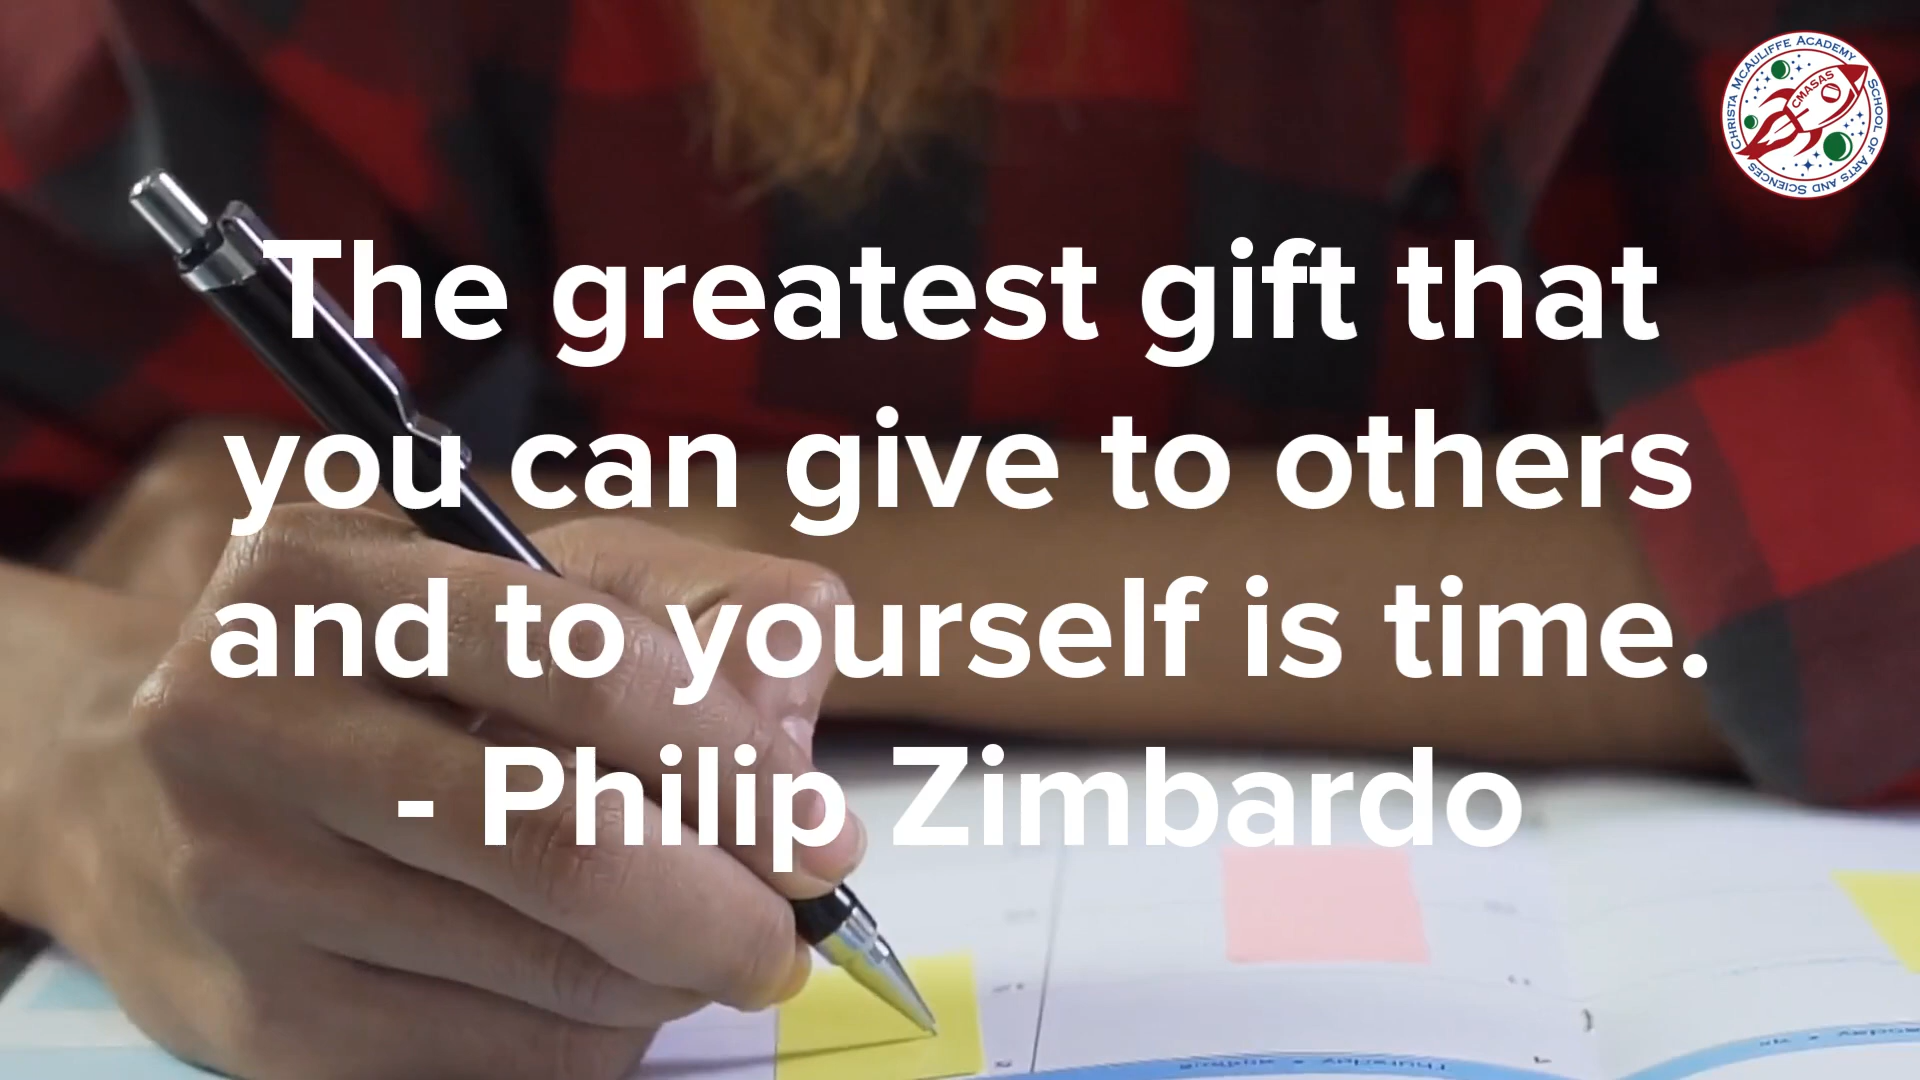 CHRISTA MCAULIFFE ACADEMY
SCHOOL OF ARTS AND SCIENCES
CMASAS
The greatest gift that
you can give to others
and to yourself is time.
- Philip Zimbardo
Thursday